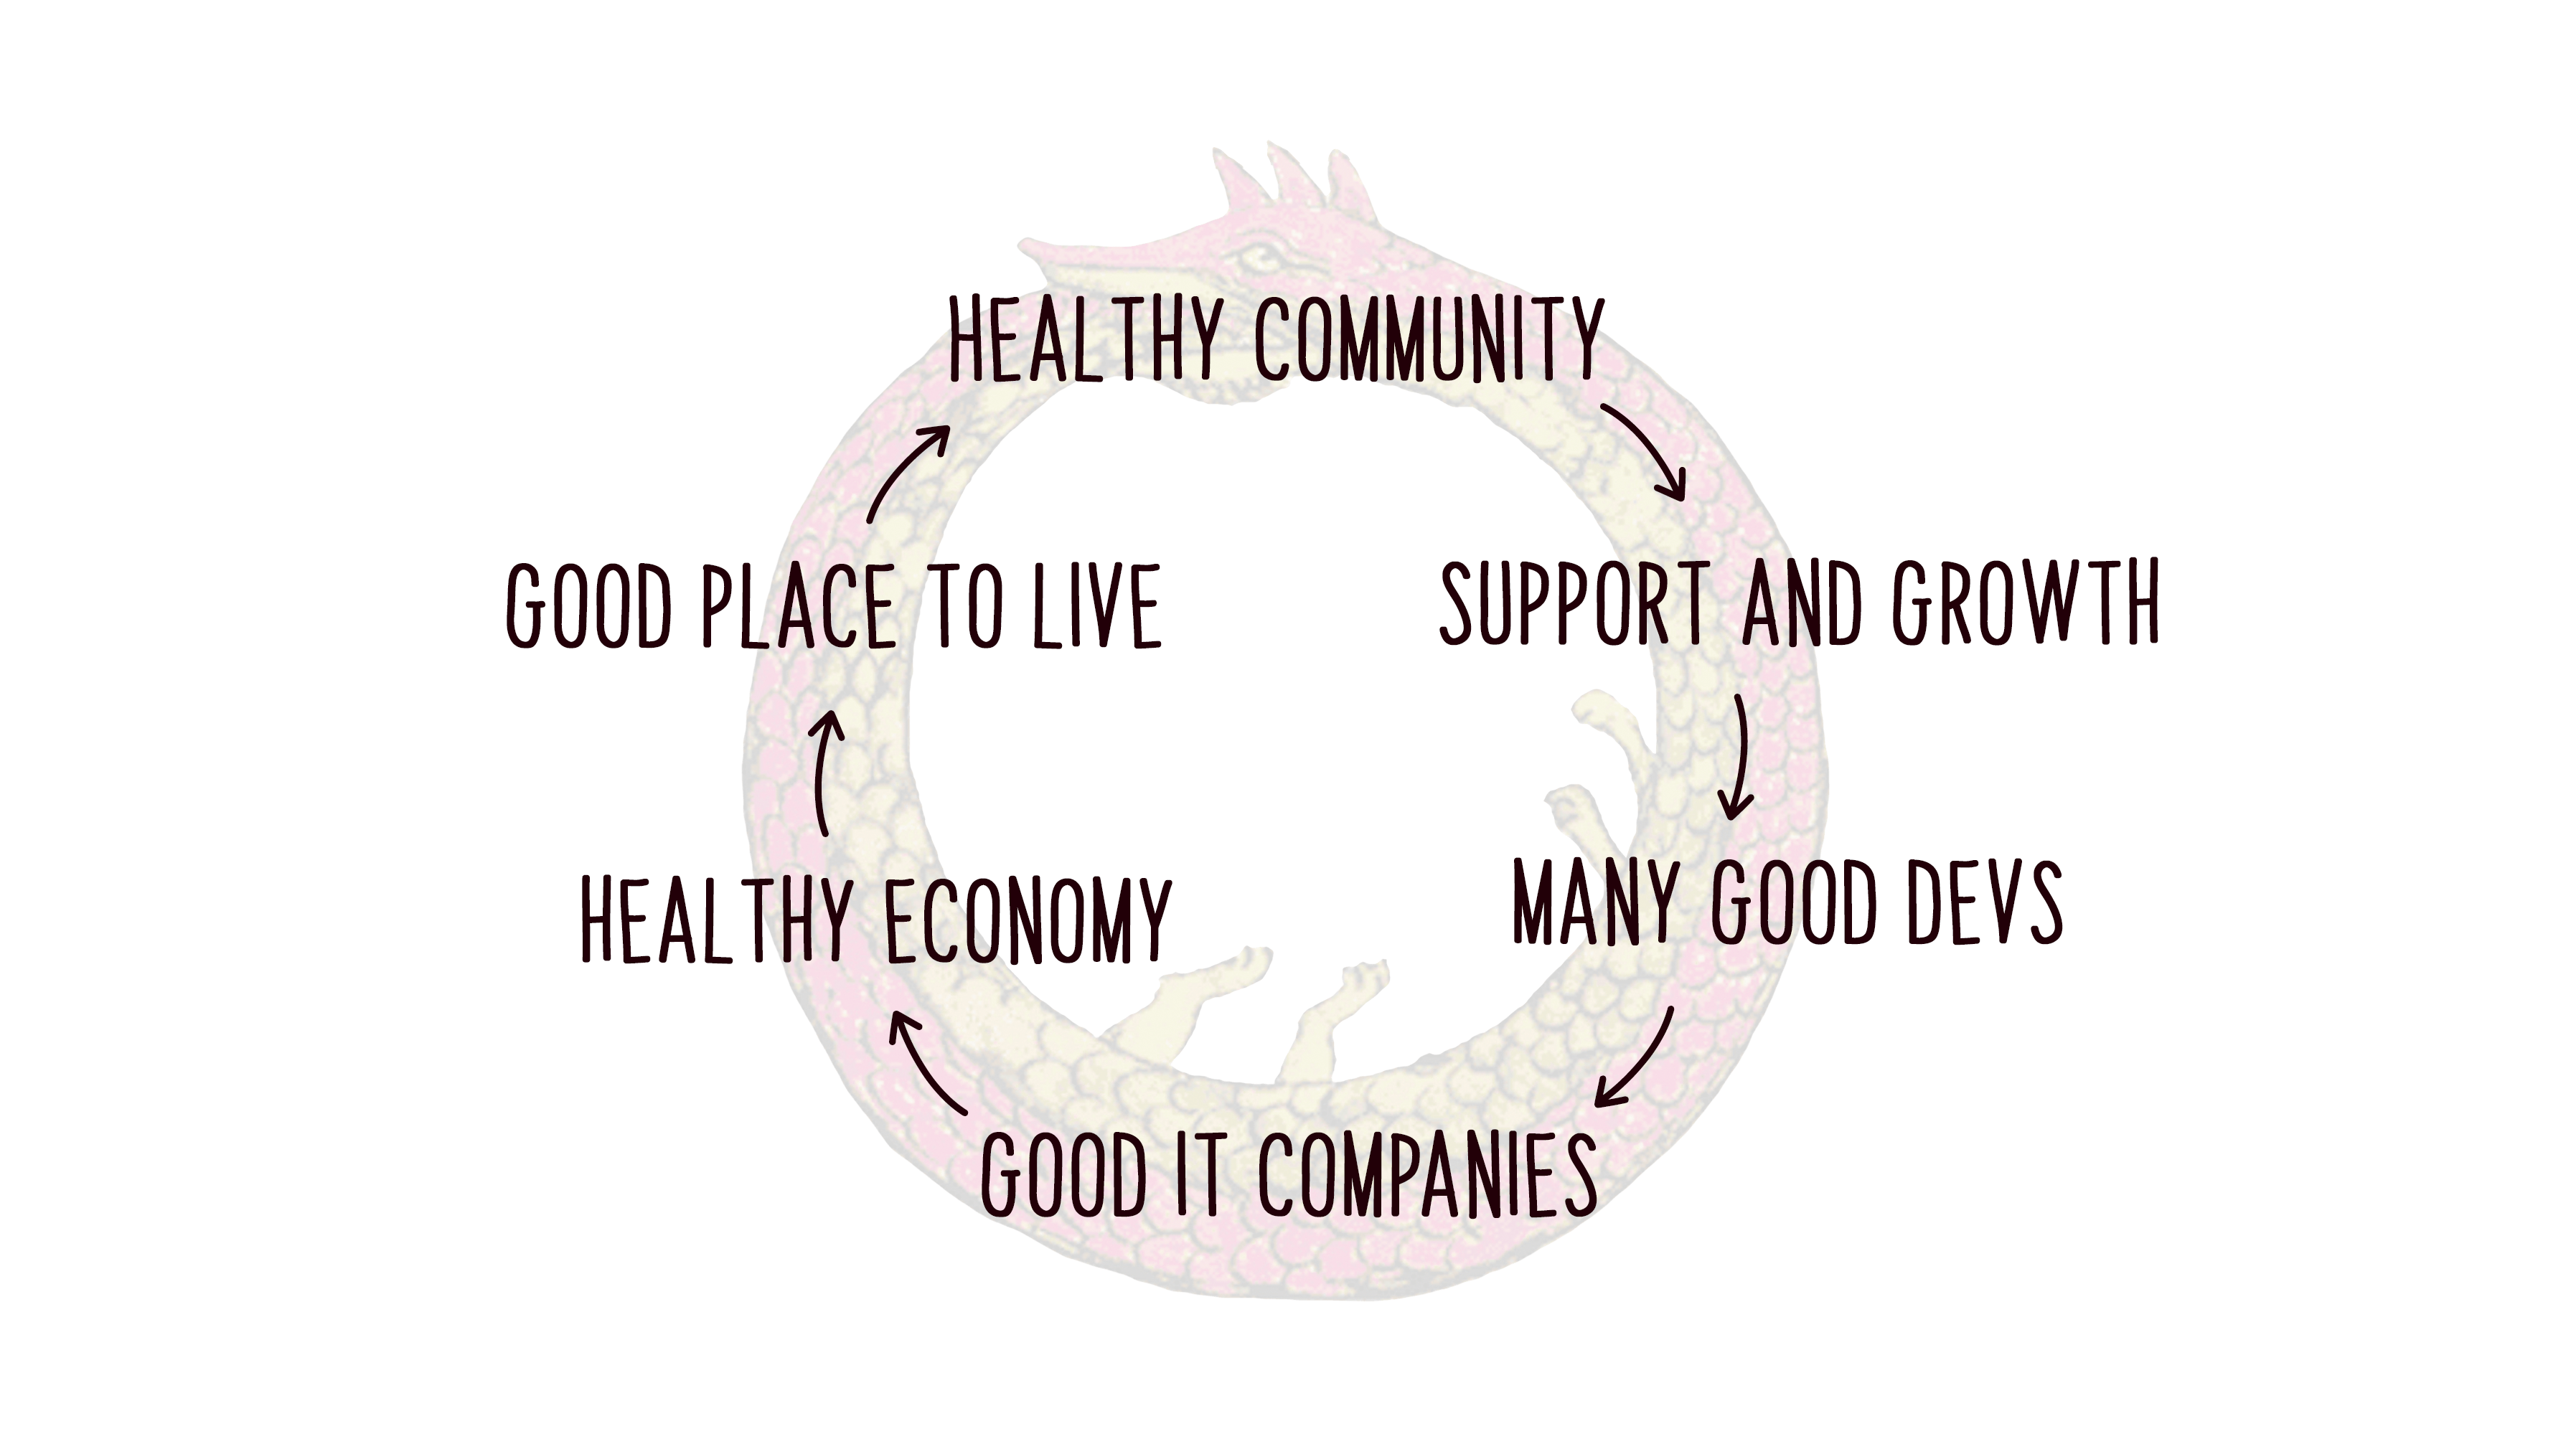 HEALTHY COMMUNITY
SUPPORT AND GROWTH
MANY GOOD DEVS
GOOD IT COMPANIES
HEALTHY ECONOMY
GOOD PLACE TO LIVE